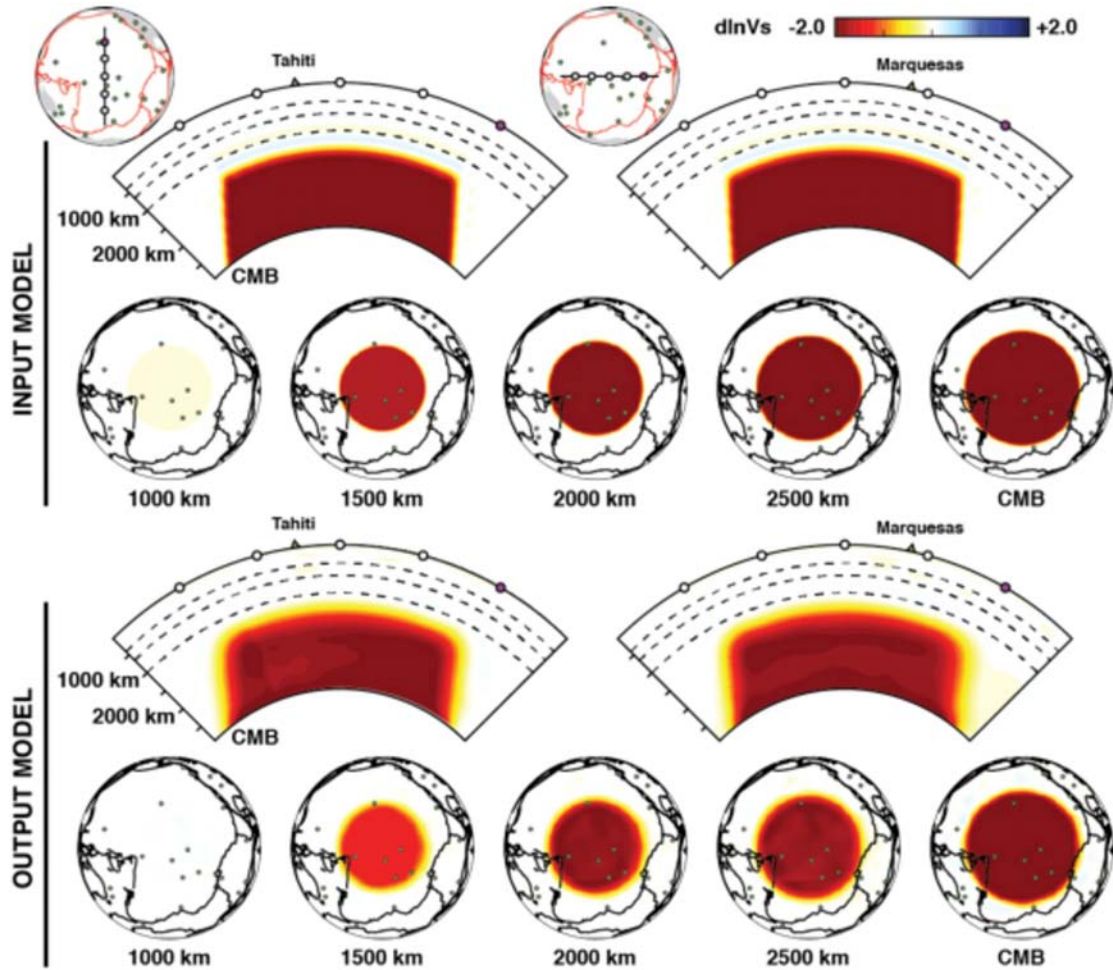 dlnVs -2.0 +2.0
Tahiti
Marquesas
1000 km
2000 km
CMB
INPUT MODEL
1000 km 1500 km 2000 km 2500 km CMB
Tahiti
Marquesas
1000 km
2000 km
CMB
OUTPUT MODEL
1000 km 1500 km 2000 km 2500 km CMB